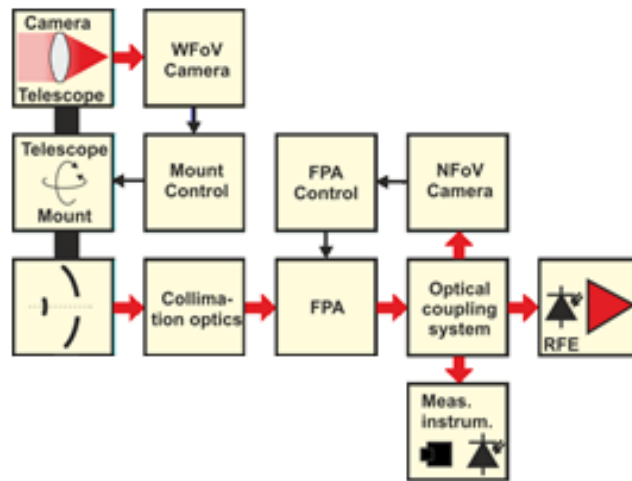 Camera
Telescope
WFoV
Camera
Telescope
Mount
Mount
Control
FPA
Control
NFoV
Camera
Collima-
tion optics
FPA
Optical
coupling
system
RFE
Meas.
instrum.